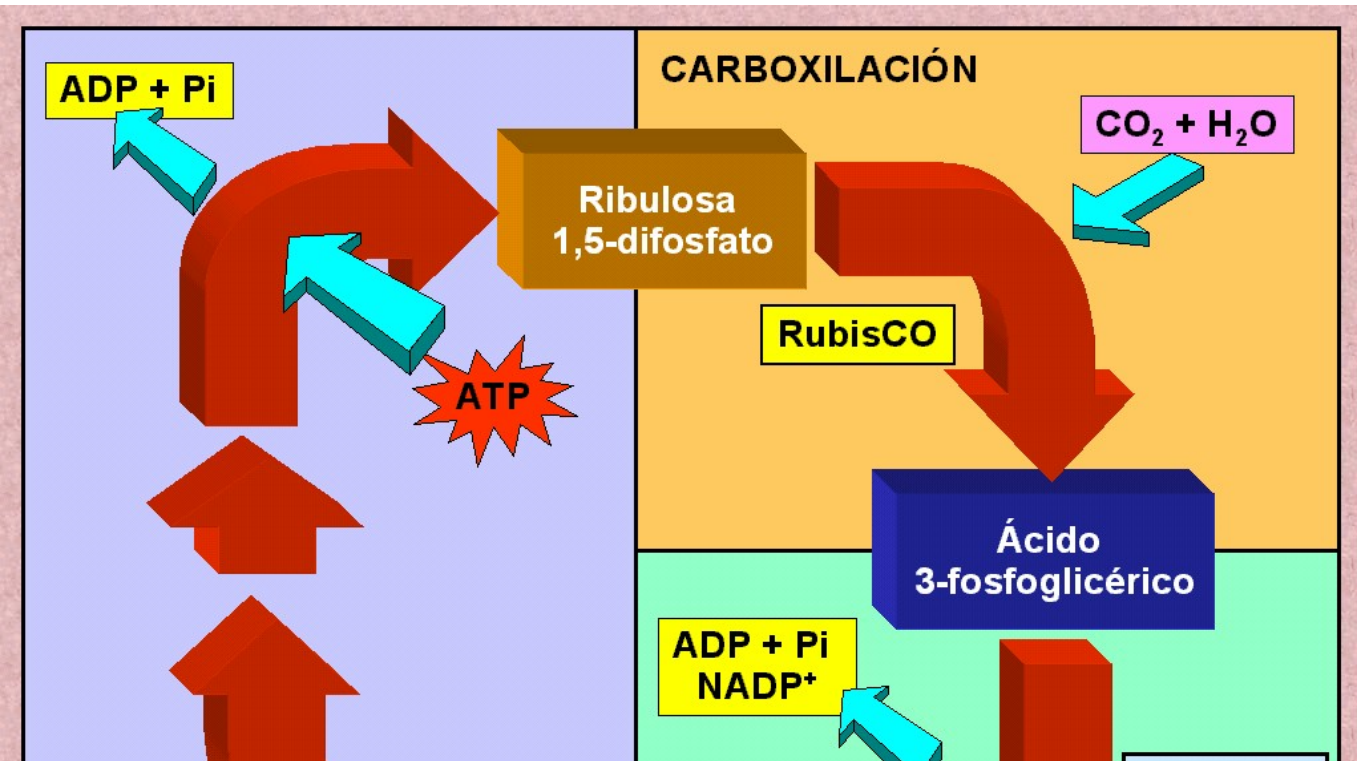 ADP + Pi
CARBOXILACIÓN
CO₂ + H₂O
Ribulosa
1,5-difosfato
RubisCO
ATP
Ácido
3-fosfoglicérico
ADP + Pi
NADP⁺